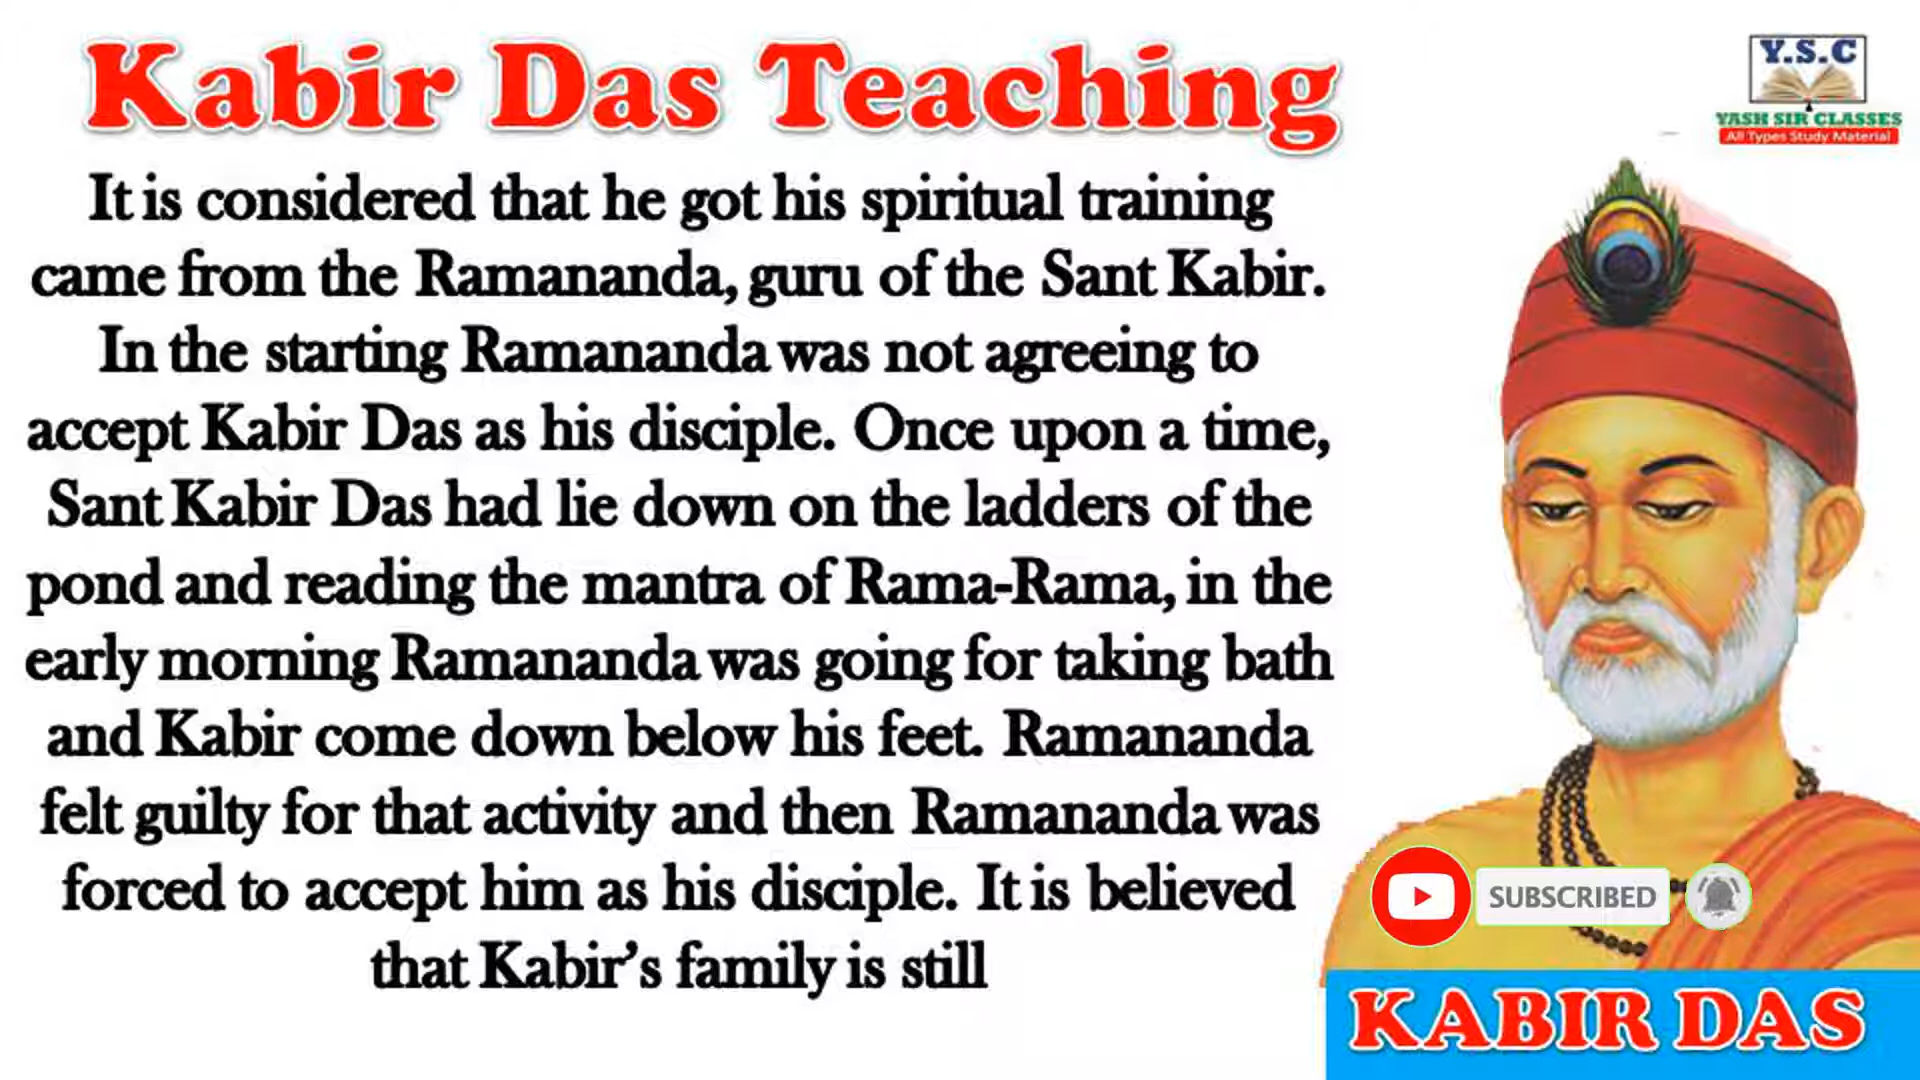 Kabir Das Teaching
Y.S.C
YASH SIR CLASSES
All Types Study Material
It is considered that he got his spiritual training
came from the Ramananda, guru of the Sant Kabir.
In the starting Ramananda was not agreeing to
accept Kabir Das as his disciple. Once upon a time,
Sant Kabir Das had lie down on the ladders of the
pond and reading the mantra of Rama-Rama, in the
early morning Ramananda was going for taking bath
and Kabir come down below his feet. Ramananda
felt guilty for that activity and then Ramananda was
forced to accept him as his disciple. It is believed
that Kabir's family is still
SUBSCRIBED
KABIR DAS